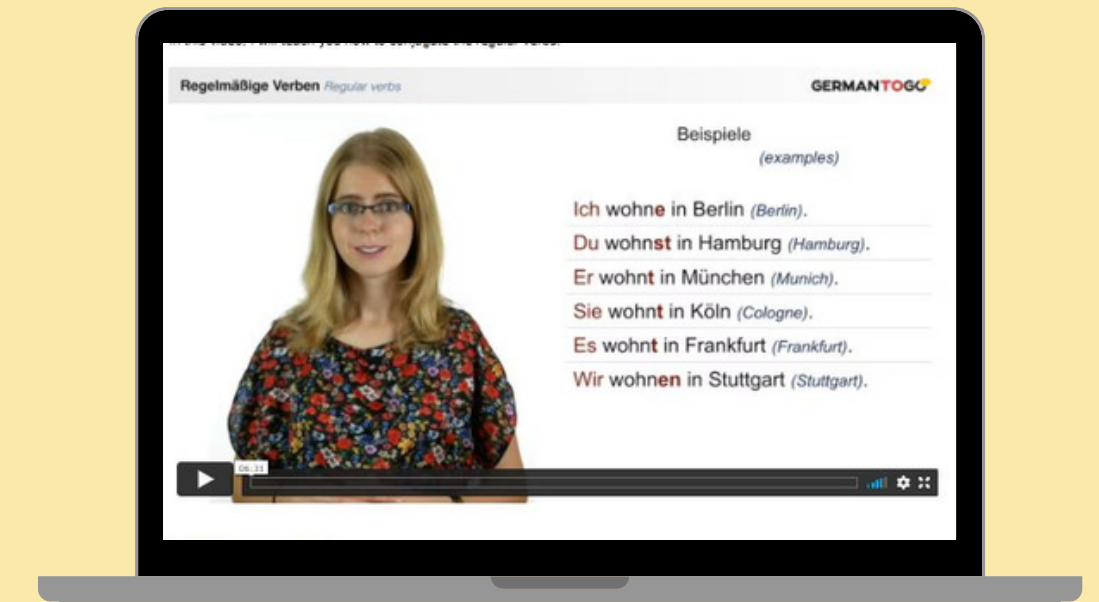 Regelmäßige Verben Regular verbs
GERMANTOGO
Beispiele
(examples)
Ich wohne in Berlin (Berlin).
Du wohnst in Hamburg (Hamburg).
Er wohnt in München (Munich).
Sie wohnt in Köln (Cologne).
Es wohnt in Frankfurt (Frankfurt).
Wir wohnen in Stuttgart (Stuttgart).
06:31